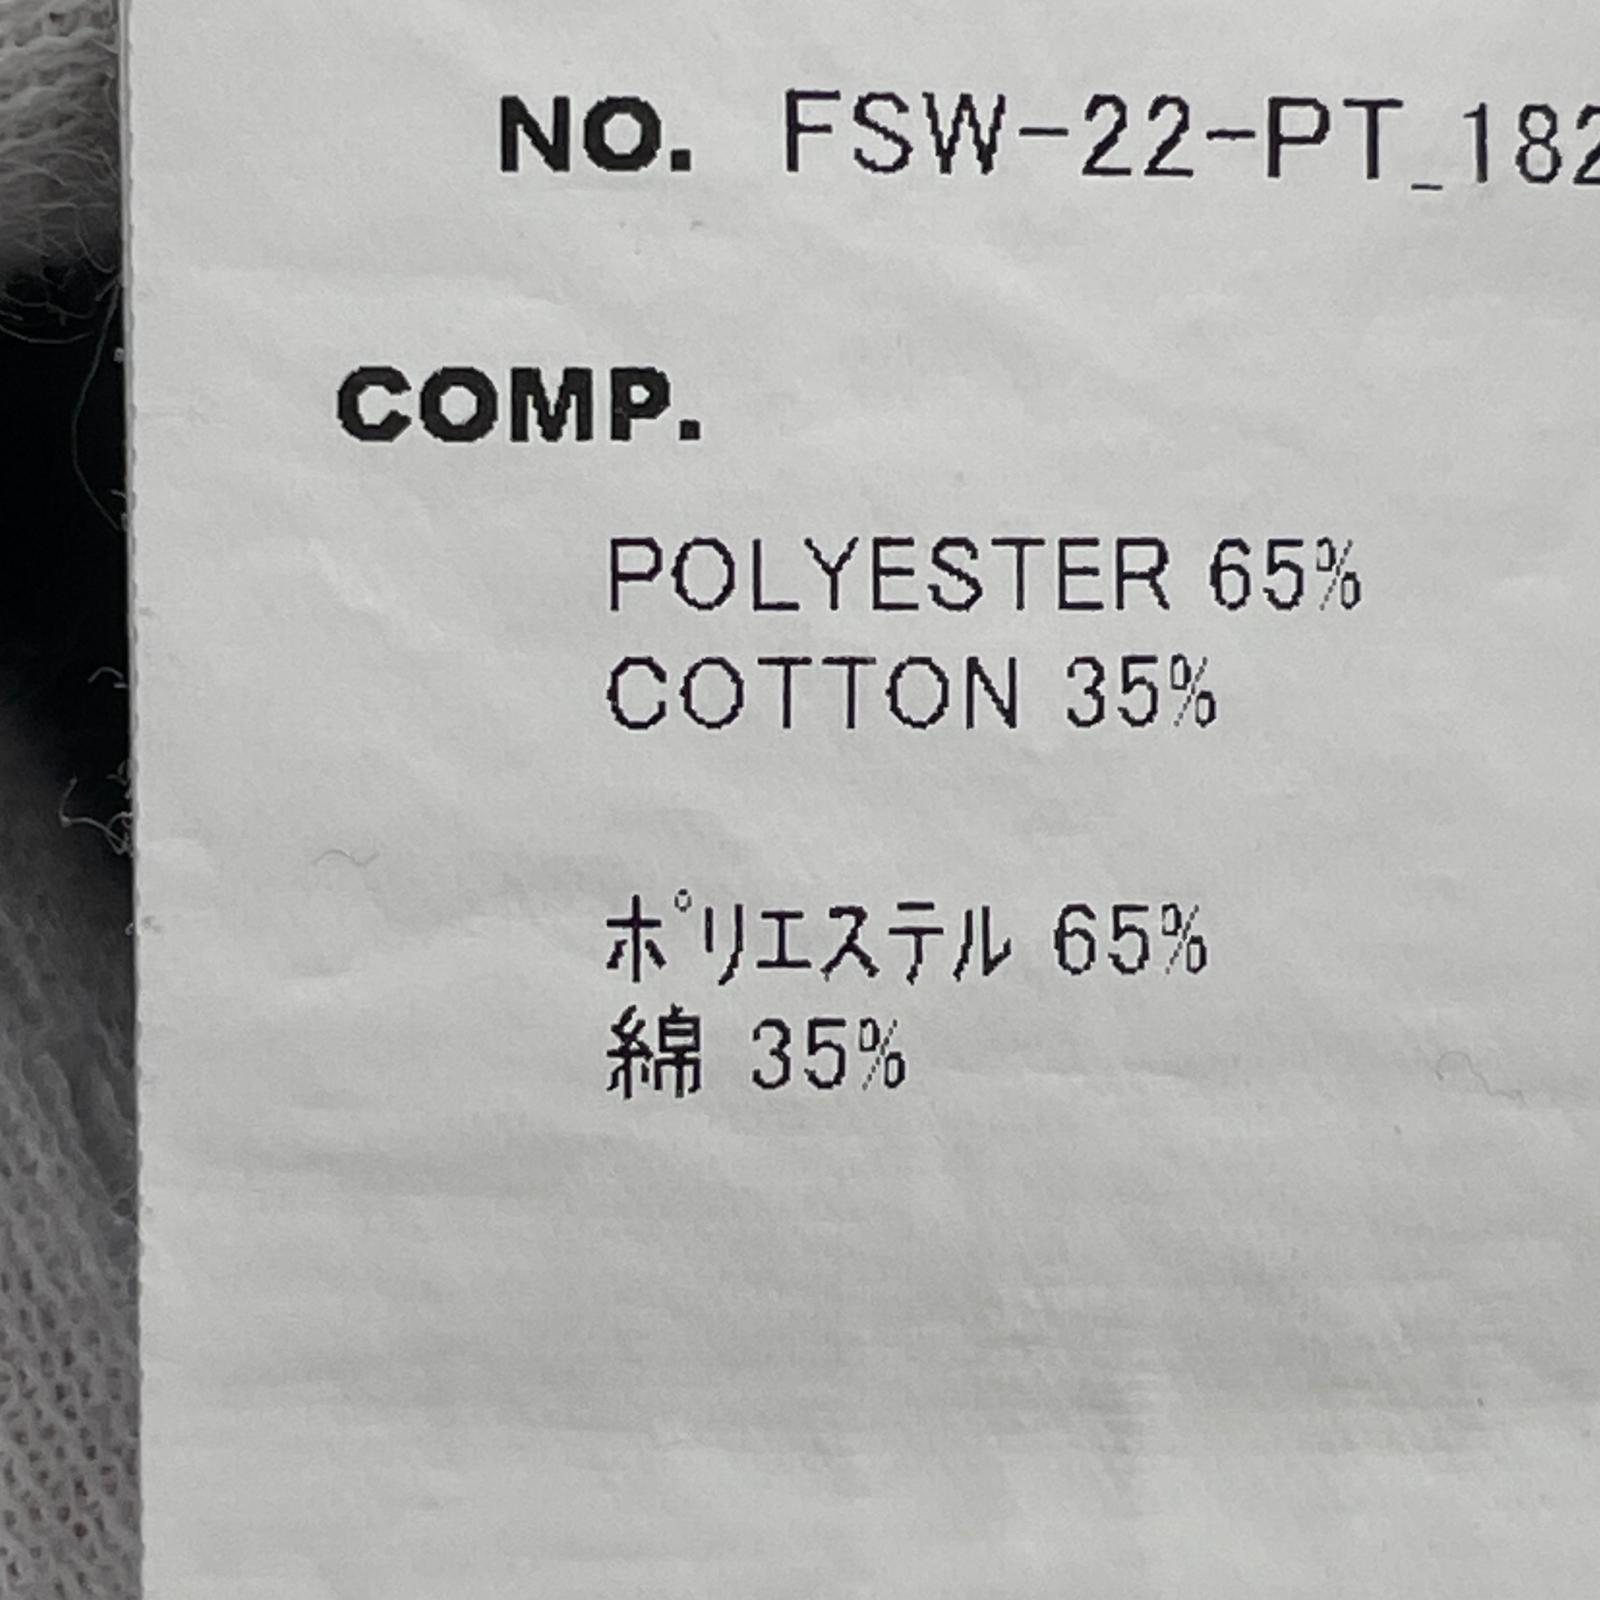 NO. FSW-22-PT_182
COMP.
POLYESTER 65%
COTTON 35%
ポリエステル 65%
綿 35%